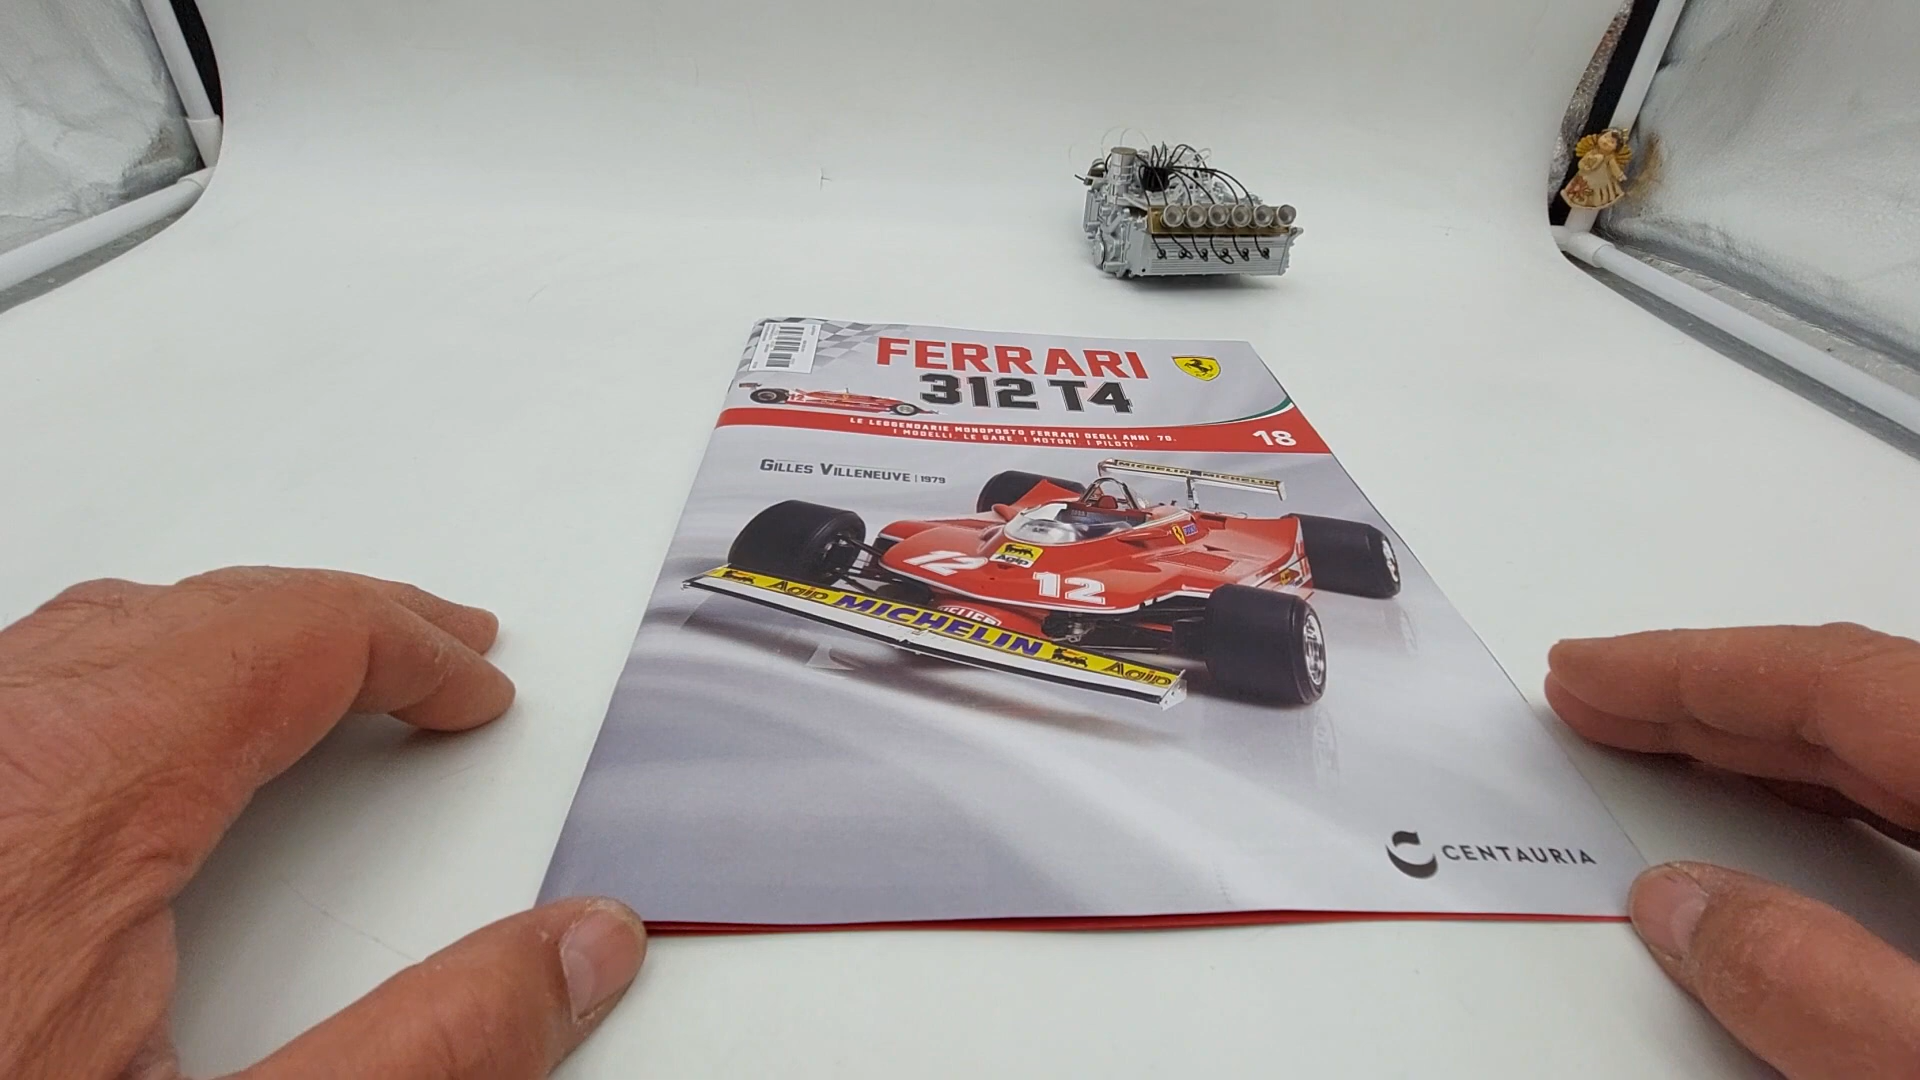 FERRARI
312 T4
LE LEGGENDARIE MONOPOSTO FERRARI DEGLI ANNI '70.
I MODELLI, LE GARE, I MOTORI, I PILOTI.
18
GILLES VILLENEUVE | 1979
MICHELIN MICHELIN
Agip
12 12
Agip MICHELIN Agip
CENTAURIA